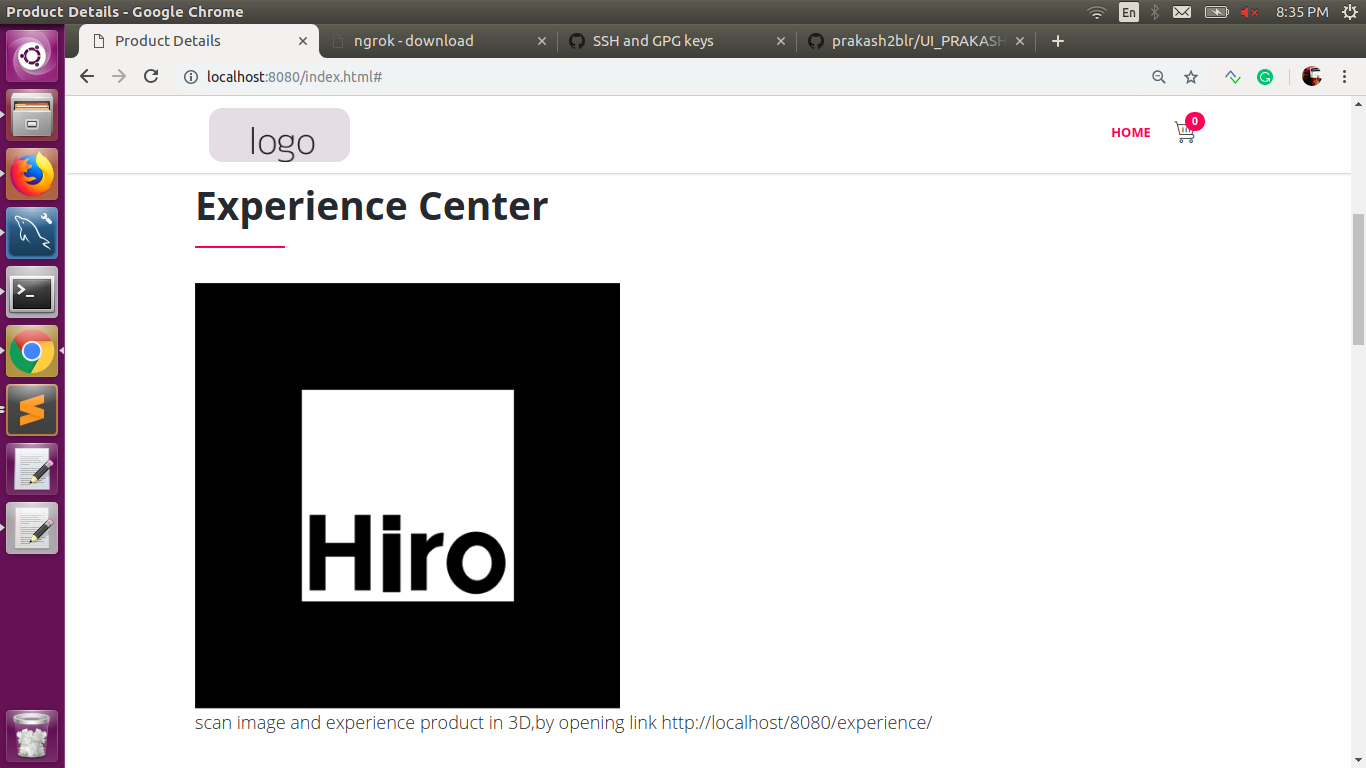 Product Details - Google Chrome
En
8:35 PM
Product Details
ngrok - download
SSH and GPG keys
prakash2blr/UI_PRAKASH
localhost:8080/index.html#
logo
HOME
0
Experience Center
Hiro
scan image and experience product in 3D,by opening link http://localhost/8080/experience/